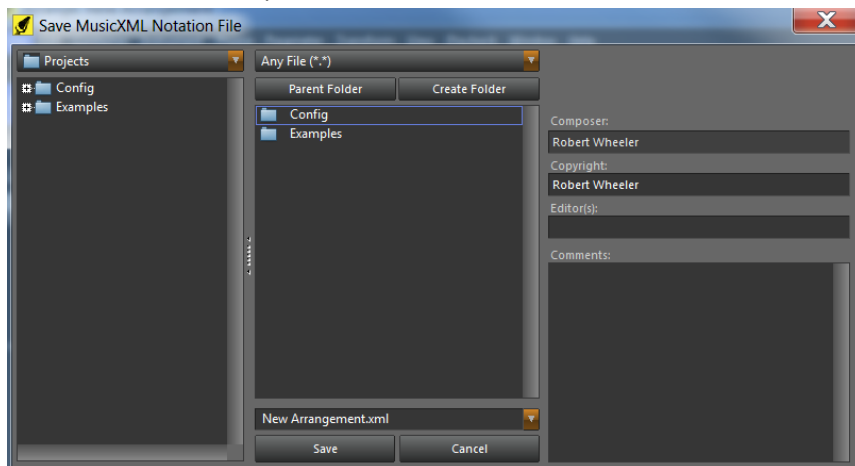 Save MusicXML Notation File
X
Projects
Config
Examples
Any File (*.*)
Parent Folder Create Folder
Config
Examples
New Arrangement.xml
Save Cancel
Composer:
Robert Wheeler
Copyright:
Robert Wheeler
Editor(s):
Comments: